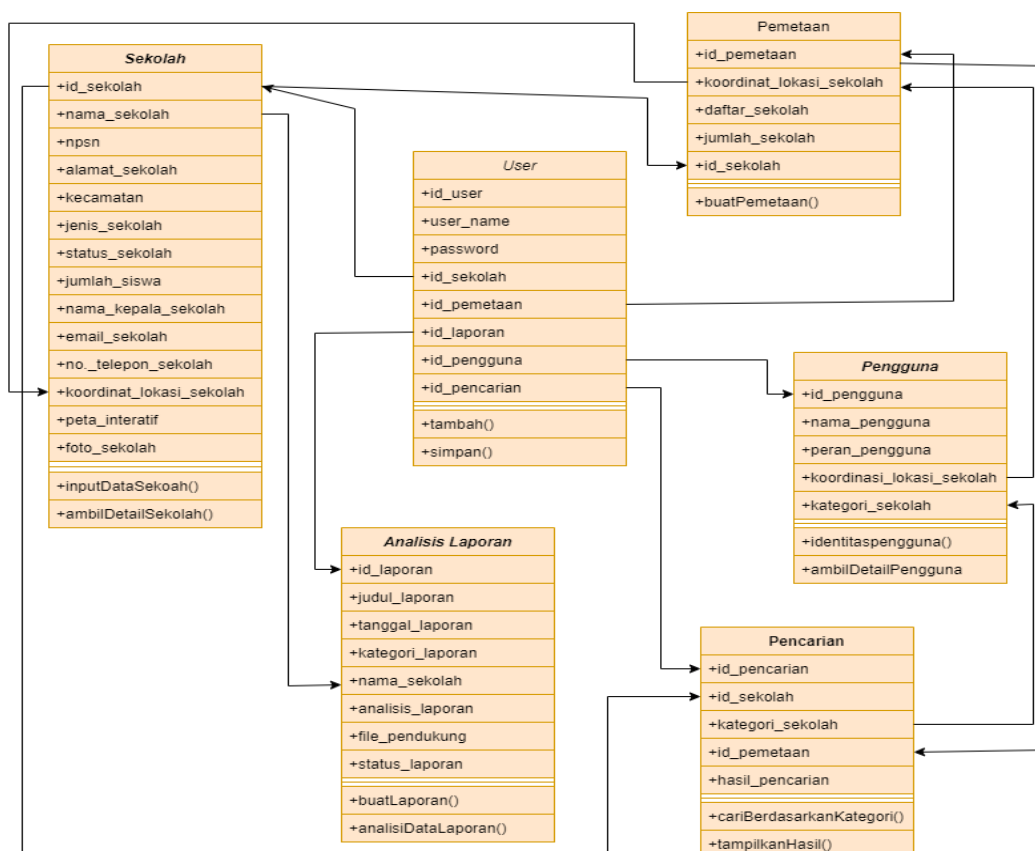 Sekolah
+id_sekolah
+nama_sekolah
+npsn
+alamat_sekolah
+kecamatan
+jenis_sekolah
+status_sekolah
+jumlah_siswa
+nama_kepala_sekolah
+email_sekolah
+no._telepon_sekolah
+koordinat_lokasi_sekolah
+peta_interatif
+foto_sekolah
+inputDataSekoah()
+ambilDetailSekolah()
User
+id_user
+user_name
+password
+id_sekolah
+id_pemetaan
+id_laporan
+id_pengguna
+id_pencarian
+tambah()
+simpan()
Pemetaan
+id_pemetaan
+koordinat_lokasi_sekolah
+daftar_sekolah
+jumlah_sekolah
+id_sekolah
+buatPemetaan()
Pengguna
+id_pengguna
+nama_pengguna
+peran_pengguna
+koordinasi_lokasi_sekolah
+kategori_sekolah
+identitaspengguna()
+ambilDetailPengguna
Analisis Laporan
+id_laporan
+judul_laporan
+tanggal_laporan
+kategori_laporan
+nama_sekolah
+analisis_laporan
+file_pendukung
+status_laporan
+buatLaporan()
+analisiDataLaporan()
Pencarian
+id_pencarian
+id_sekolah
+kategori_sekolah
+id_pemetaan
+hasil_pencarian
+cariBerdasarkanKategori()
+tampilkanHasil()